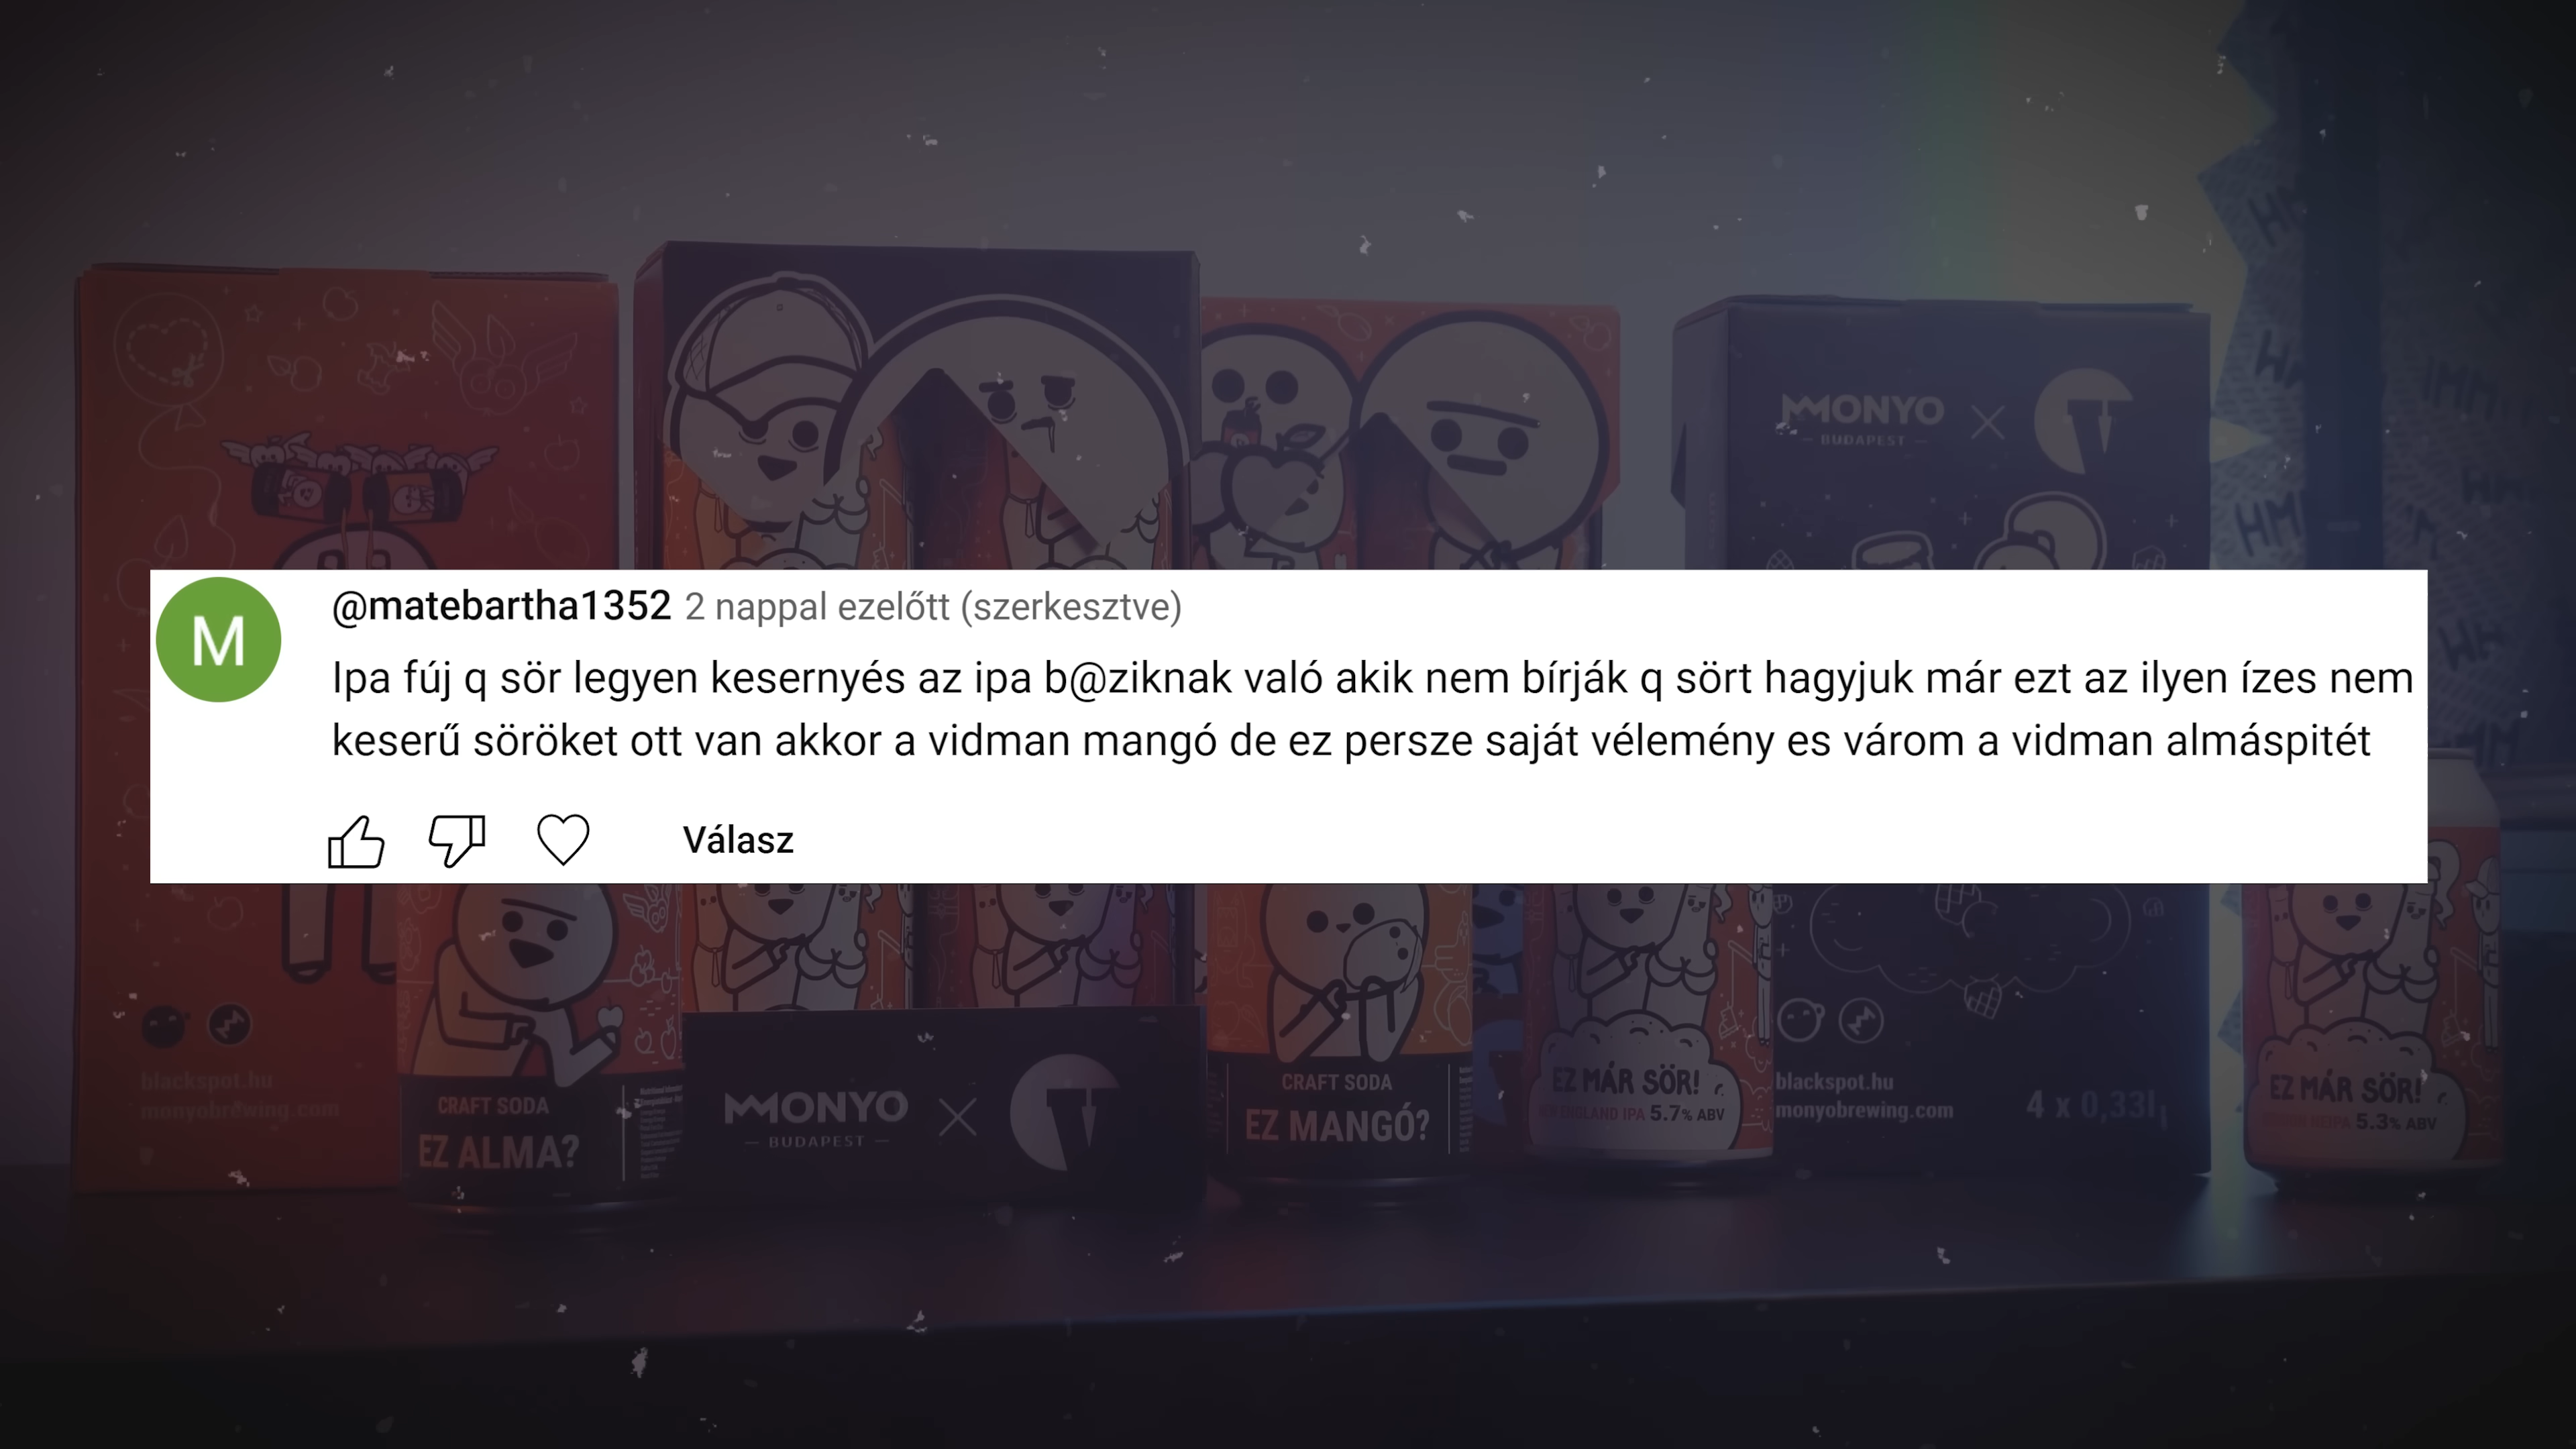 MONYO
BUDAPEST
@matebartha1352 2 nappal ezelőtt (szerkesztve)
Ipa fúj q sör legyen kesernyés az ipa b@ziknak való akik nem bírják q sört hagyjuk már ezt az ilyen ízes nem
keserű söröket ott van akkor a vidman mangó de ez persze saját vélemény es várom a vidman almáspitét
Válasz
blackspot.hu
monyobrewing.com
CRAFT SODA
EZ ALMA?
MONYO
BUDAPEST
CRAFT SODA
EZ MANGÓ?
EZ MÁR SÖR!
ENGLAND IPA 5.7% ABV
blackspot.hu
monyobrewing.com
4 x 0,33l
EZ MÁR SÖR!
5.3% ABV